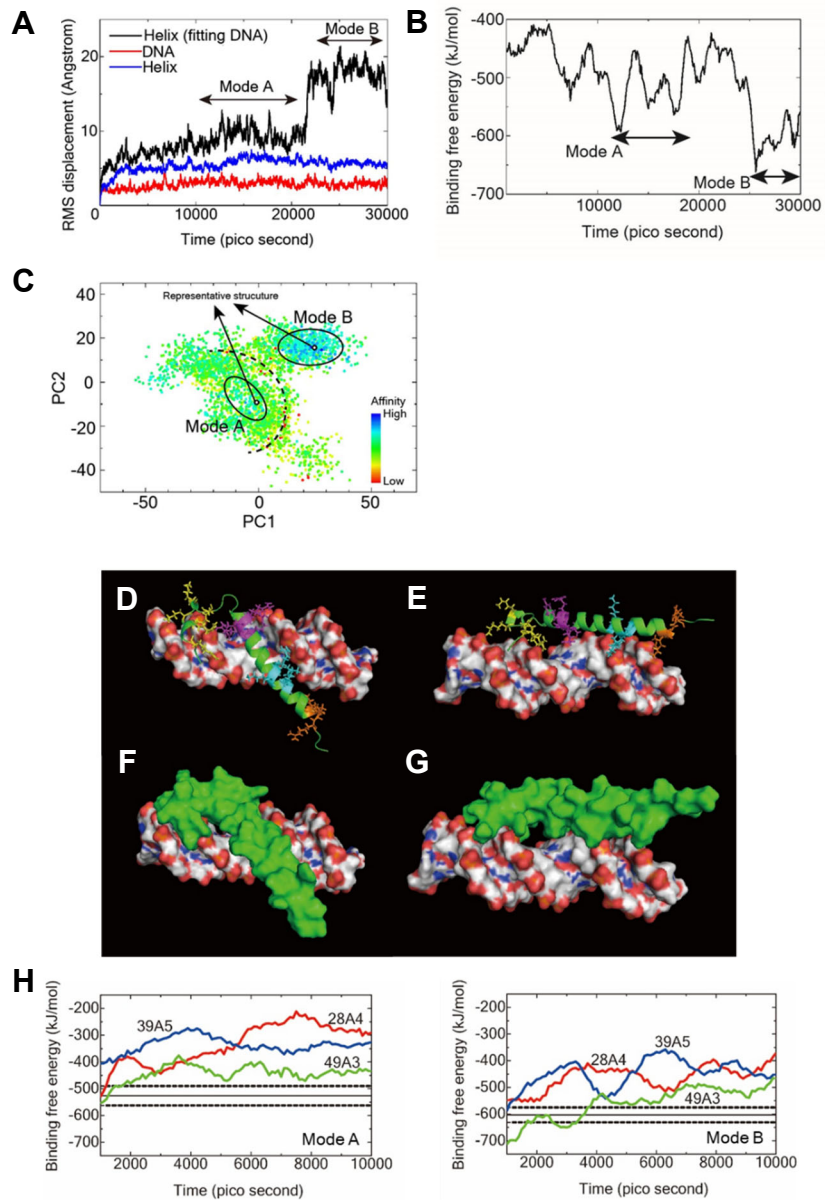 A
Helix (fitting DNA)
DNA
Helix
Mode A
Mode B
RMS displacement (Angstrom)
20
10
0
0 10000 20000 30000
Time (pico second)
B
Binding free energy (kJ/mol)
-400
-500
-600
-700
Mode A
Mode B
10000 20000 30000
Time (pico second)
C
Representative strucuture
Mode B
Mode A
PC2
40
20
0
-20
-40
-50 0 50
PC1
Affinity
High
Low
D
E
F
G
H
Binding free energy (kJ/mol)
-200
-300
-400
-500
-600
-700
39A5
28A4
49A3
Mode A
2000 4000 6000 8000 10000
Time (pico second)
Binding free energy (kJ/mol)
-200
-300
-400
-500
-600
-700
28A4
39A5
49A3
Mode B
2000 4000 6000 8000 10000
Time (pico second)